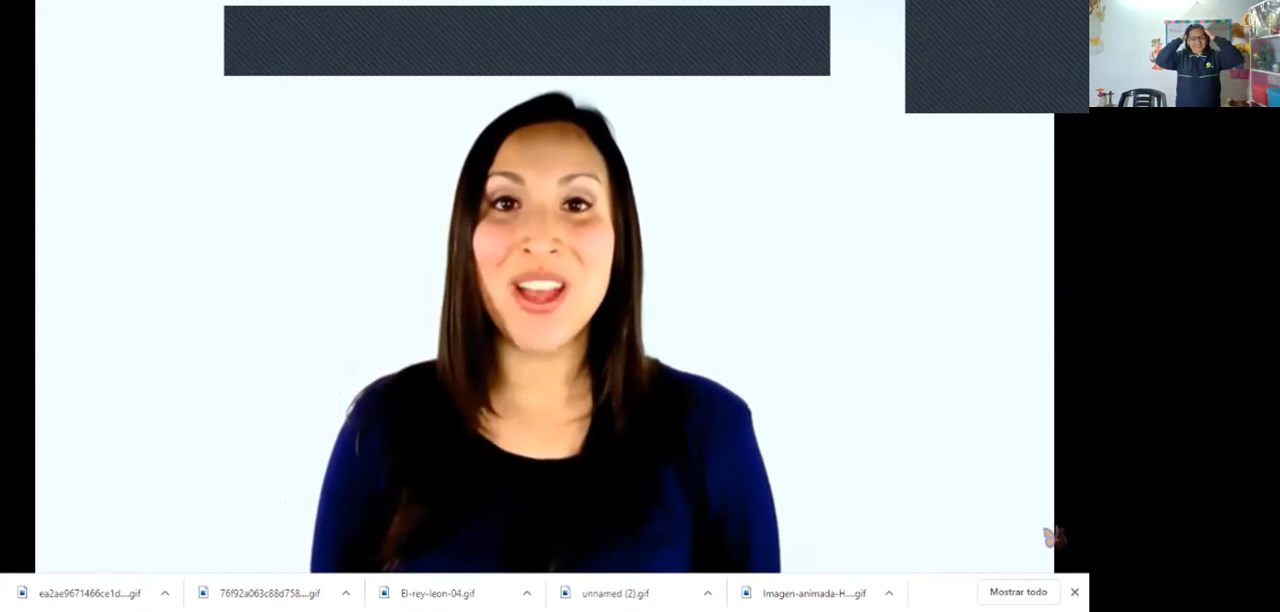 ea2ae9671466ce1d....gif
76f92a063c88d758....gif
El-rey-leon-04.gif
unnamed (2).gif
Imagen-animada-H....gif
Mostrar todo